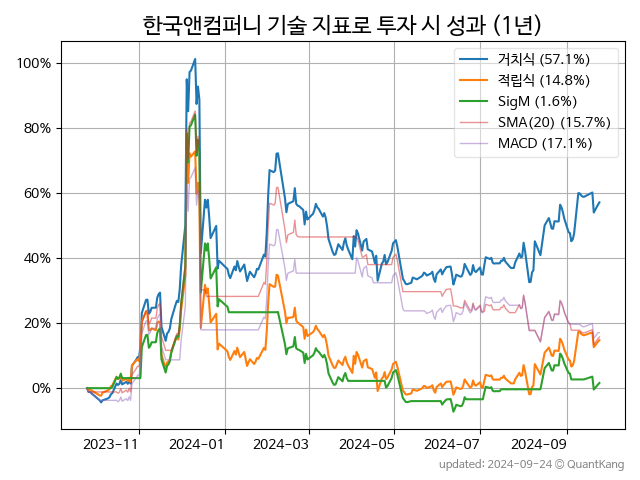 한국앤컴퍼니 기술 지표로 투자 시 성과 (1년)
거치식 (57.1%)
적립식 (14.8%)
SigM (1.6%)
SMA(20) (15.7%)
MACD (17.1%)
100%
80%
60%
40%
20%
0%
2023-11
2024-01
2024-03
2024-05
2024-07
2024-09
updated: 2024-09-24 © QuantKang